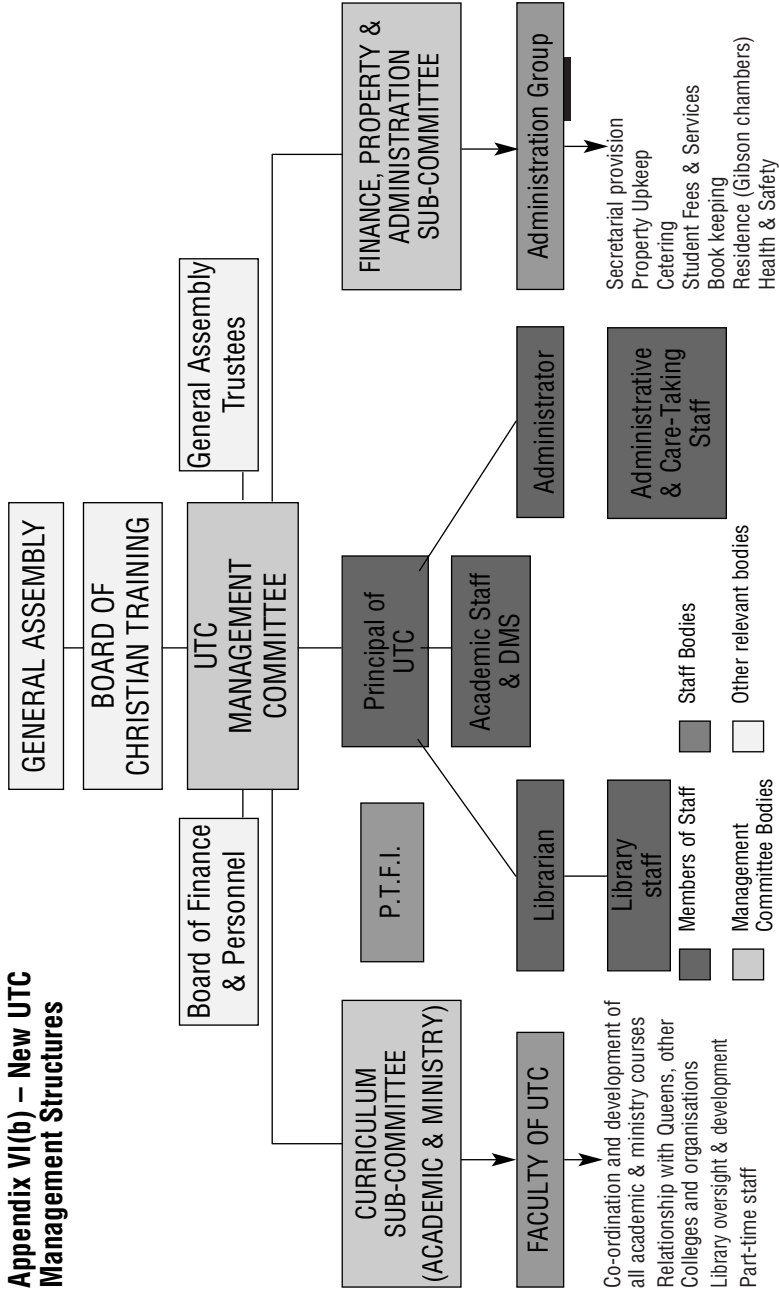 Appendix VI(b) – New UTC
Management Structures
GENERAL ASSEMBLY
BOARD OF
CHRISTIAN TRAINING
Board of Finance
& Personnel
UTC
MANAGEMENT
COMMITTEE
General Assembly
Trustees
CURRICULUM
SUB-COMMITTEE
(ACADEMIC & MINISTRY)
P.T.F.I.
Principal of
UTC
FINANCE, PROPERTY &
ADMINISTRATION
SUB-COMMITTEE
FACULTY OF UTC
Librarian
Academic Staff
& DMS
Administrator
Administration Group
Co-ordination and development of
all academic & ministry courses
Relationship with Queens, other
Colleges and organisations
Library oversight & development
Part-time staff
Library
staff
Administrative
& Care-Taking
Staff
Secretarial provision
Property Upkeep
Cetering
Student Fees & Services
Book keeping
Residence (Gibson chambers)
Health & Safety
Members of Staff
Staff Bodies
Management
Committee Bodies
Other relevant bodies